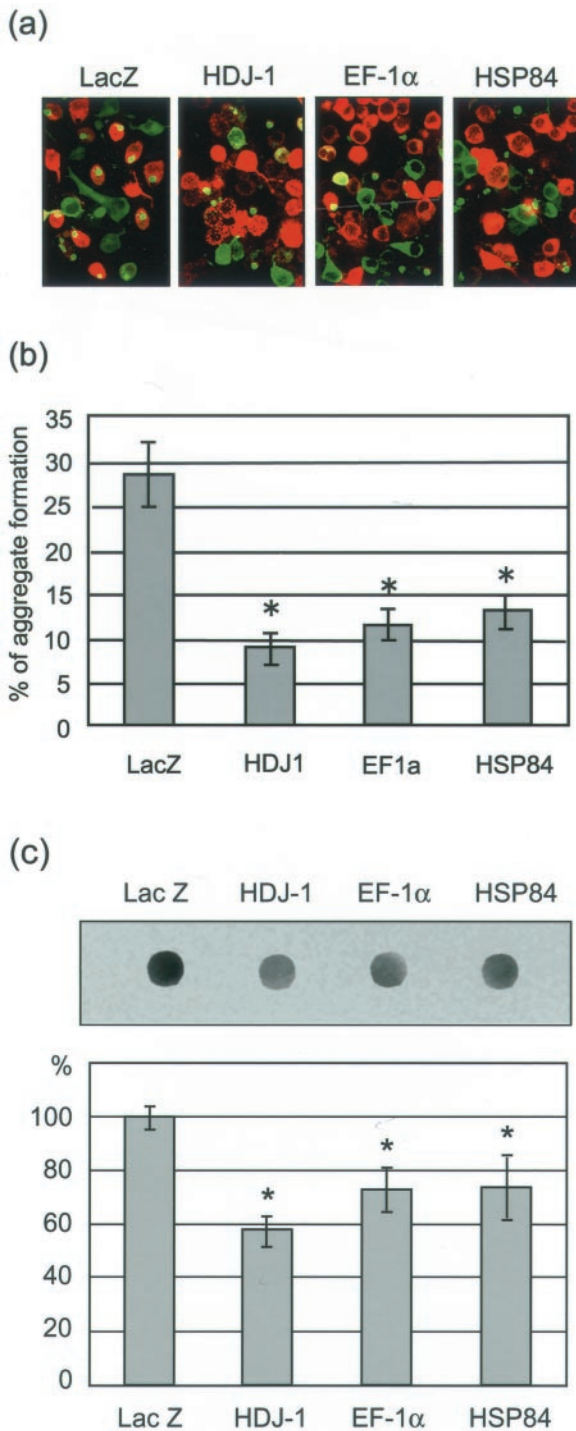 (a)
LacZ HDJ-1 EF-1α HSP84
(b)
% of aggregate formation
35
30
25
20
15
10
5
0
* * *
LacZ HDJ1 EF1a HSP84
(c)
Lac Z HDJ-1 EF-1α HSP84
%
100
80
60
40
20
0
* * *
Lac Z HDJ-1 EF-1α HSP84